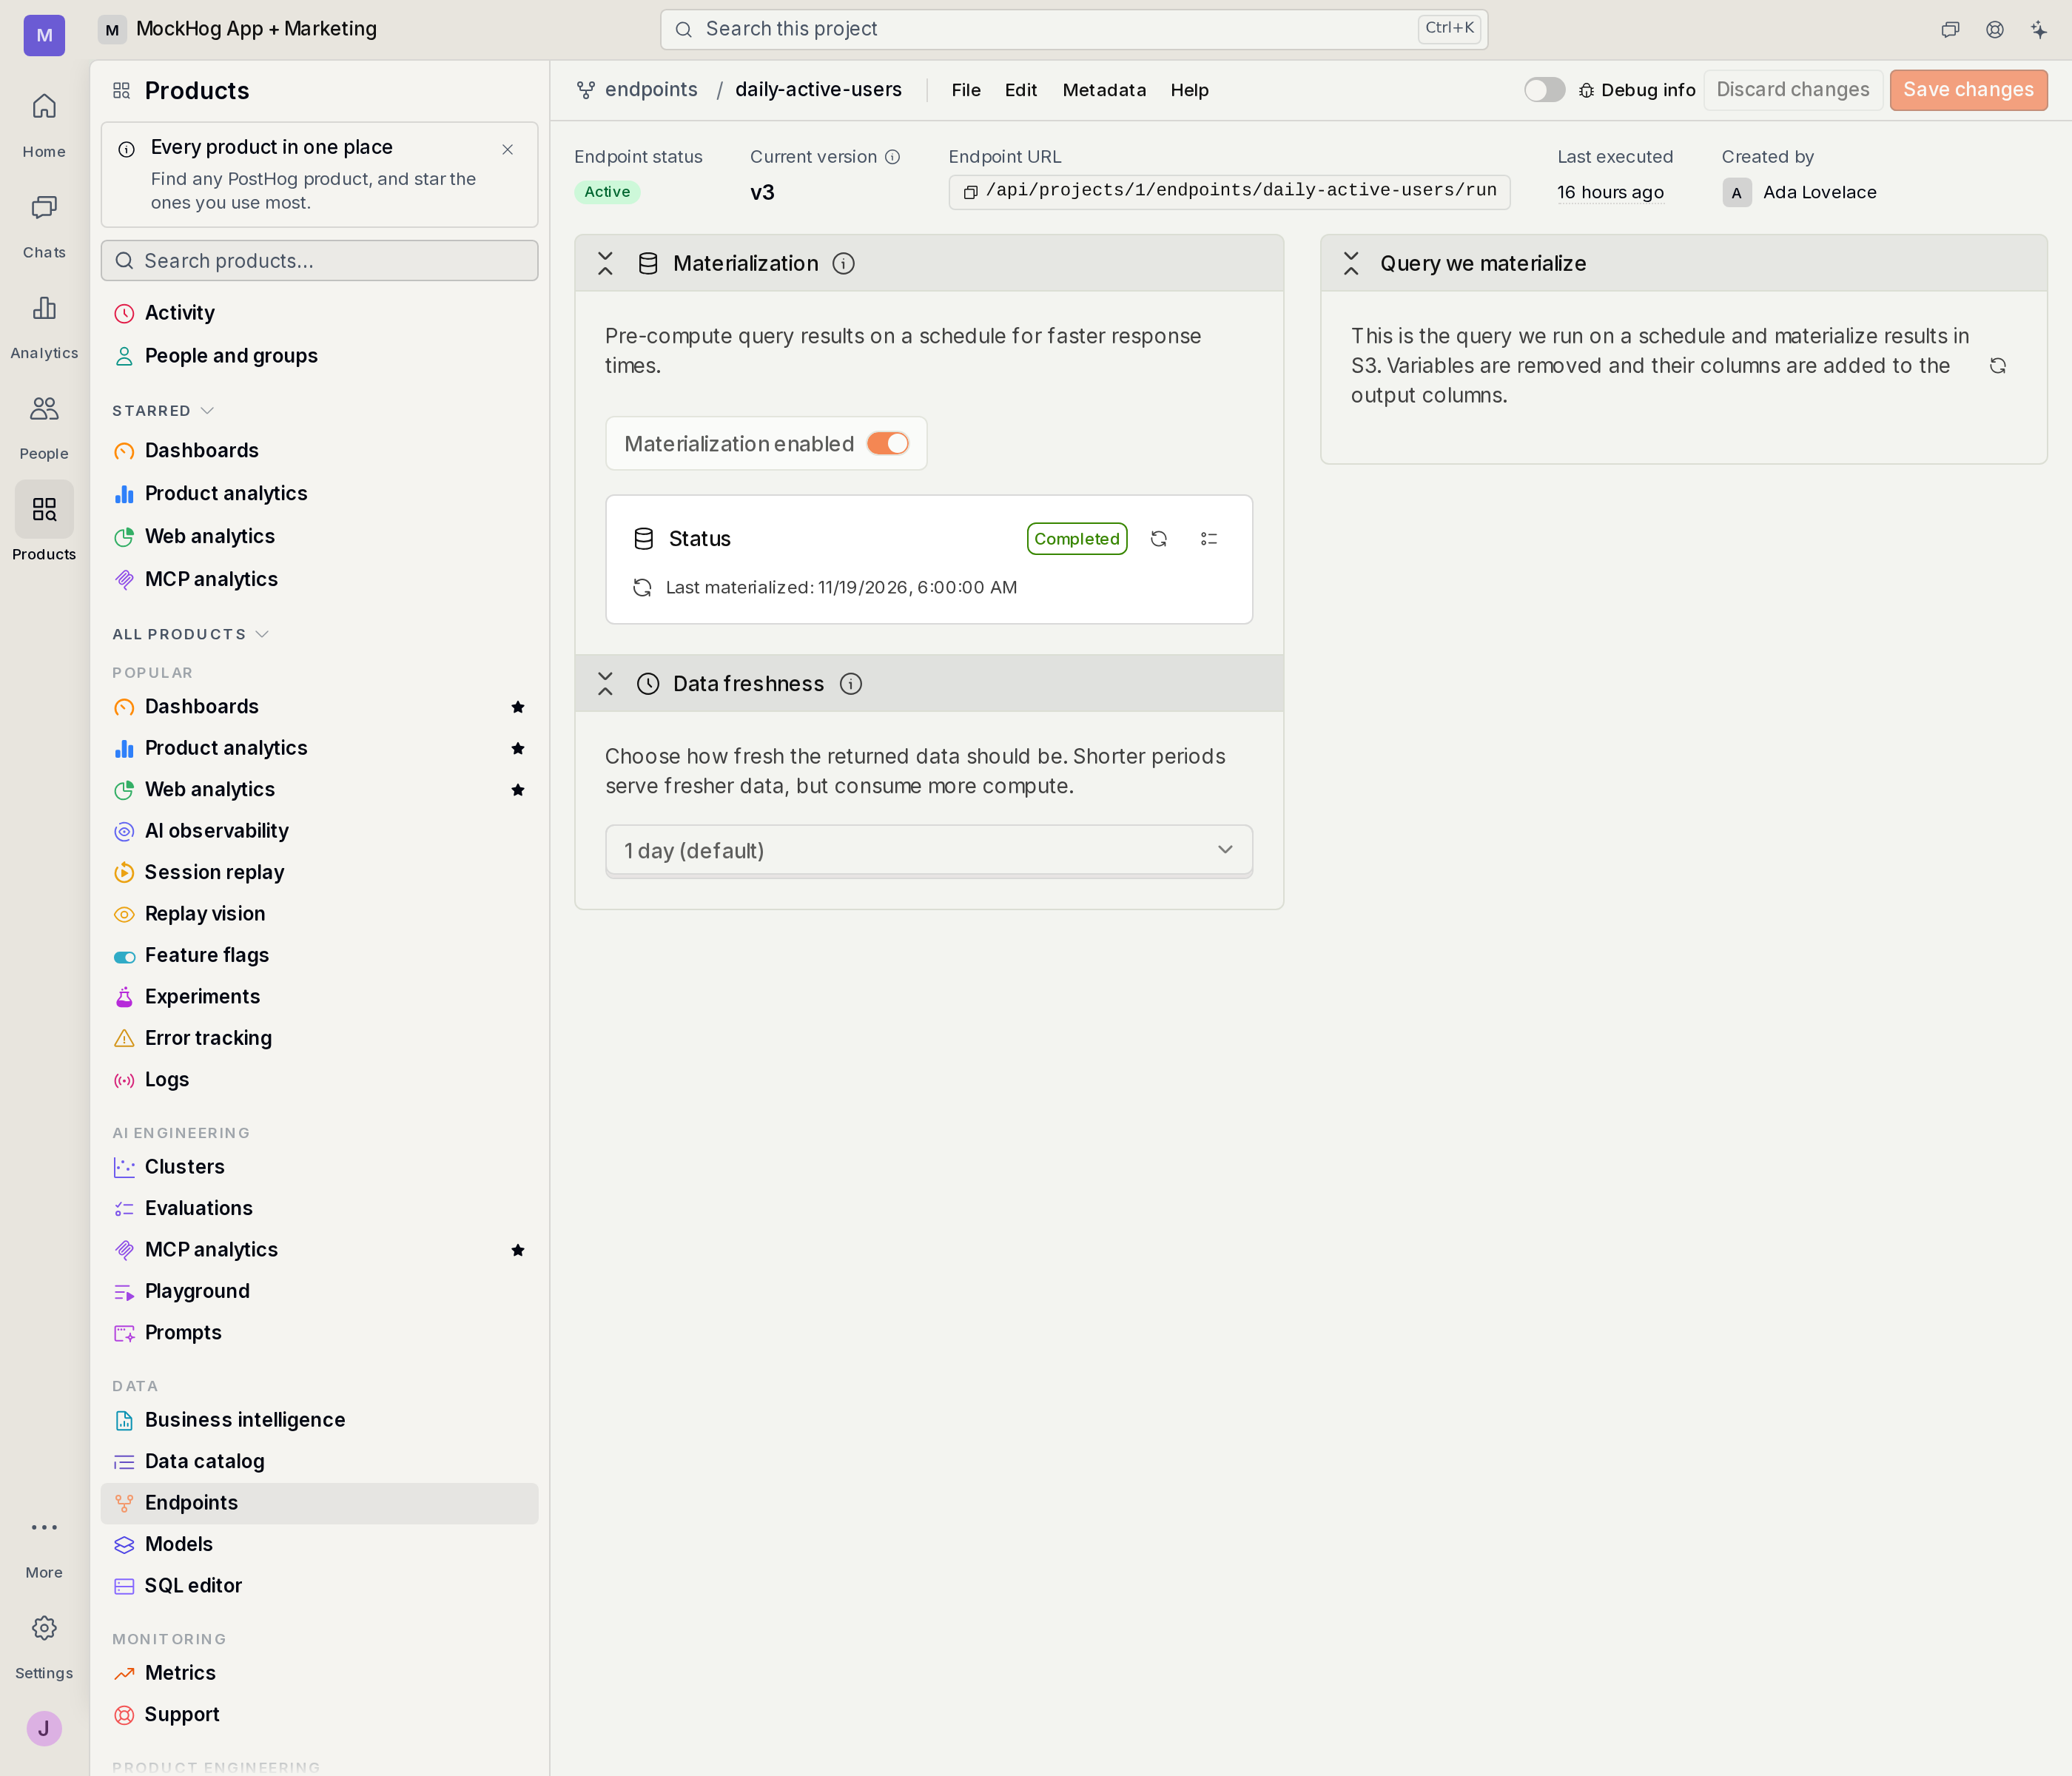 M
M MockHog App + Marketing
Search this project
Ctrl+K
Home
Chats
Analytics
People
Products
More
Settings
J
Products
Every product in one place
Find any PostHog product, and star the
ones you use most.
Search products...
Activity
People and groups
STARRED
Dashboards
Product analytics
Web analytics
MCP analytics
ALL PRODUCTS
POPULAR
Dashboards
Product analytics
Web analytics
AI observability
Session replay
Replay vision
Feature flags
Experiments
Error tracking
Logs
AI ENGINEERING
Clusters
Evaluations
MCP analytics
Playground
Prompts
DATA
Business intelligence
Data catalog
Endpoints
Models
SQL editor
MONITORING
Metrics
Support
PRODUCT ENGINEERING
endpoints / daily-active-users
File Edit Metadata Help
Debug info
Discard changes
Save changes
Endpoint status
Active
Current version
v3
Endpoint URL
/api/projects/1/endpoints/daily-active-users/run
Last executed
16 hours ago
Created by
A Ada Lovelace
Materialization
Pre-compute query results on a schedule for faster response
times.
Materialization enabled
Status
Completed
Last materialized: 11/19/2026, 6:00:00 AM
Data freshness
Choose how fresh the returned data should be. Shorter periods
serve fresher data, but consume more compute.
1 day (default)
Query we materialize
This is the query we run on a schedule and materialize results in
S3. Variables are removed and their columns are added to the
output columns.